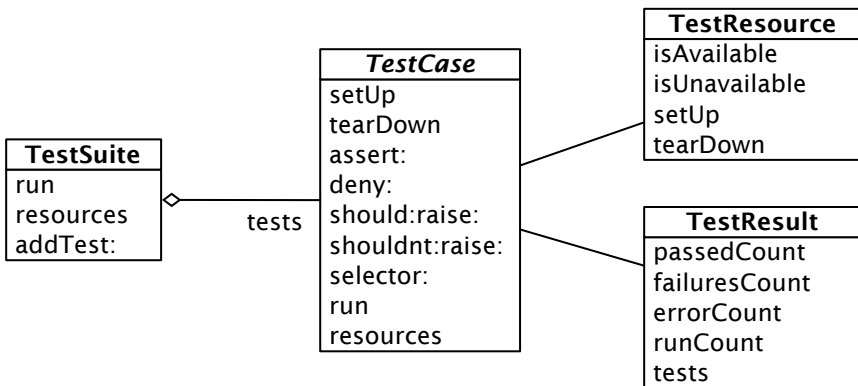 TestSuite
run
resources
addTest:
tests
TestCase
setUp
tearDown
assert:
deny:
should:raise:
shouldnt:raise:
selector:
run
resources
TestResource
isAvailable
isUnavailable
setUp
tearDown
TestResult
passedCount
failuresCount
errorCount
runCount
tests